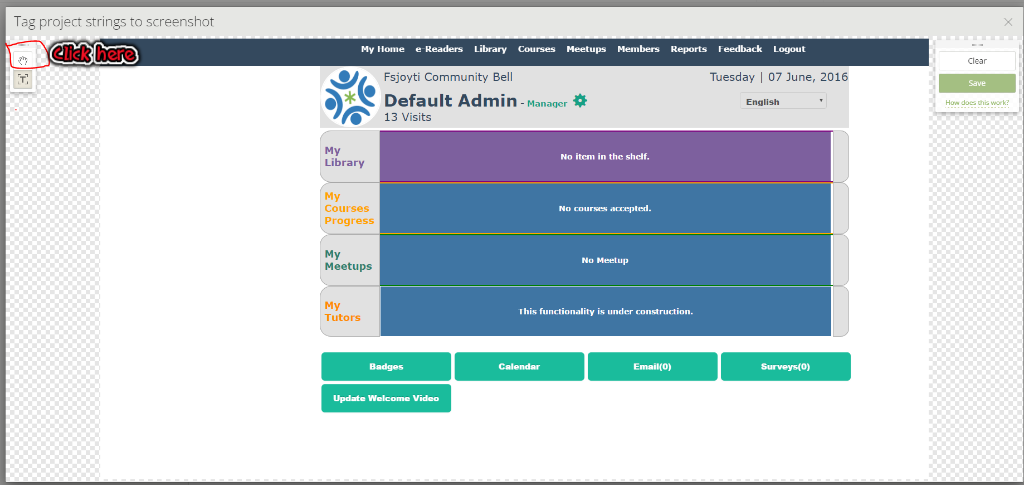 Tag project strings to screenshot
×
Click here
T
My Home e-Readers Library Courses Meetups Members Reports Feedback Logout
Clear
Save
How does this work?
Fsjoyti Community Bell
Tuesday | 07 June, 2016
Default Admin - Manager
English
13 Visits
My
Library
No item in the shelf.
My
Courses
Progress
No courses accepted.
My
Meetups
No Meetup
My
Tutors
This functionality is under construction.
Badges Calendar Email(0) Surveys(0)
Update Welcome Video